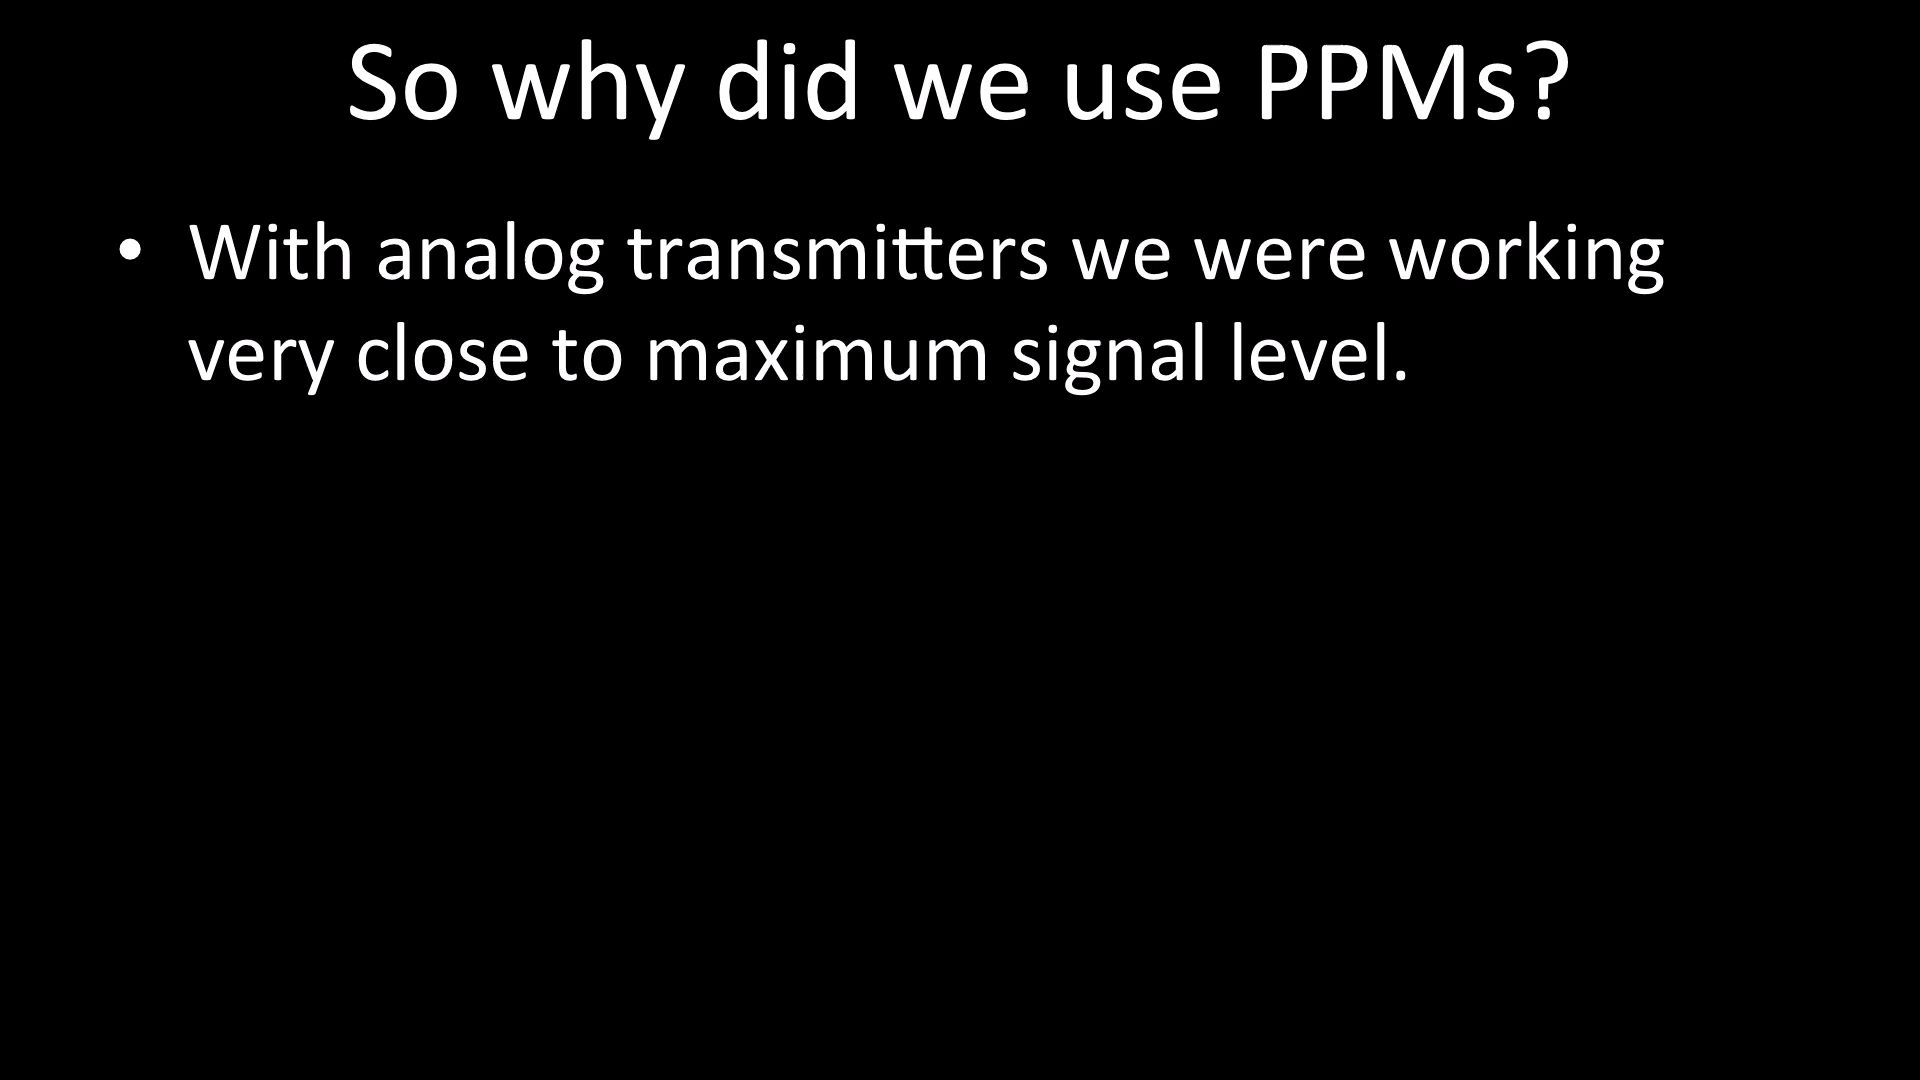 So why did we use PPMs?
• With analog transmitters we were working
very close to maximum signal level.